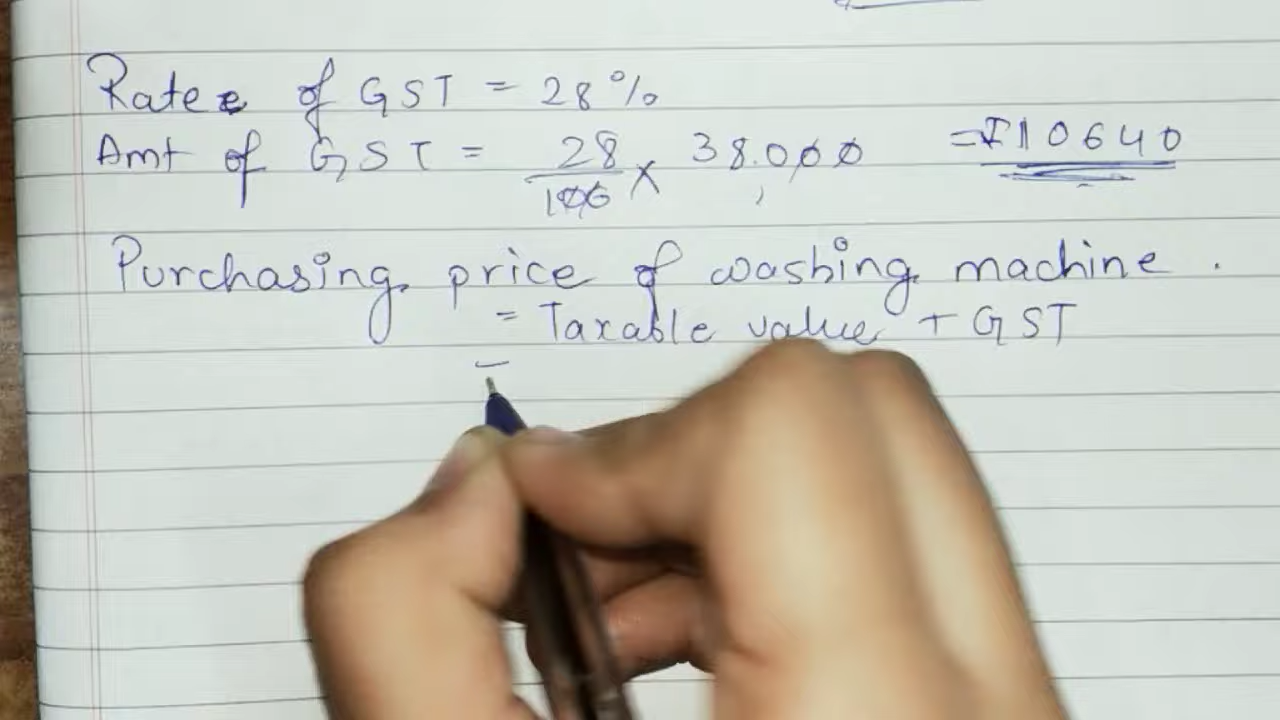 Rate of GST = 28%
Amt of GST = 28/100 × 38,000 = ₹10640
Purchasing price of washing machine.
= Taxable value + GST
=